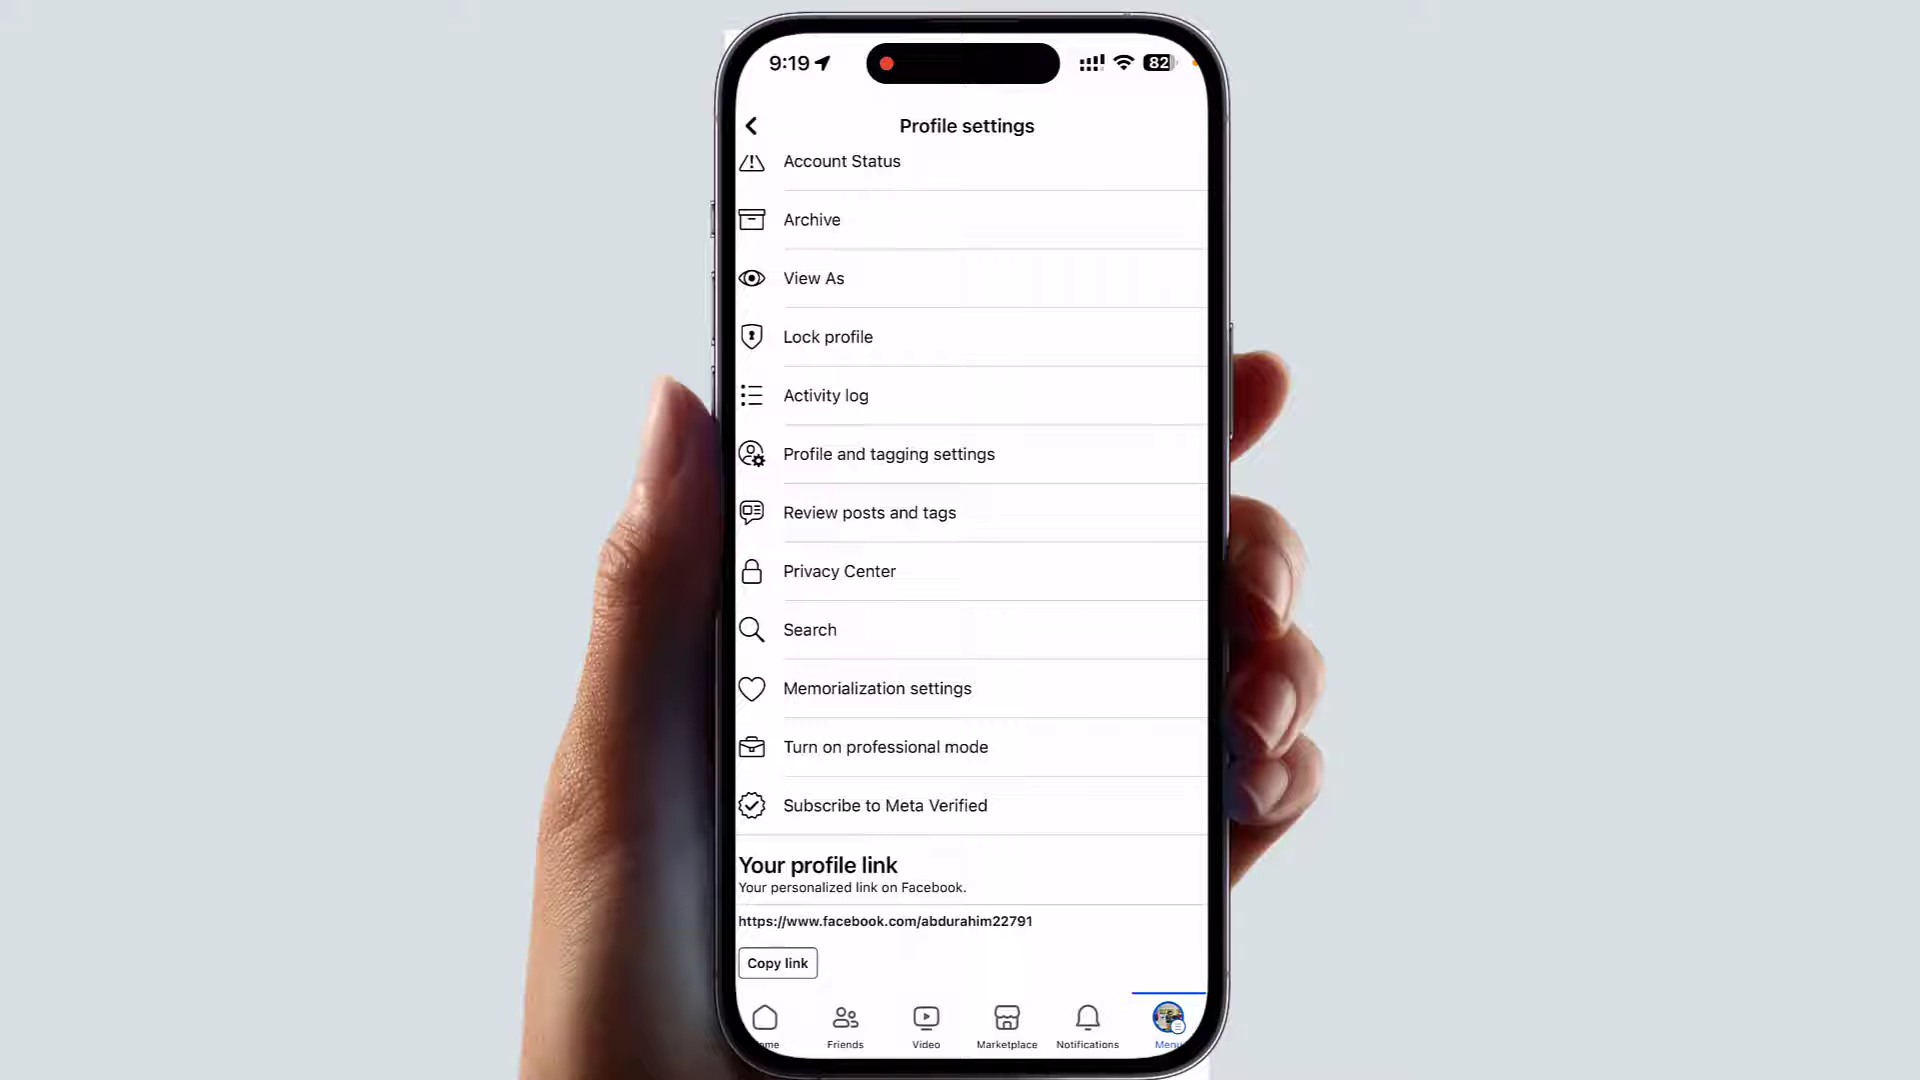 9:19
82
Profile settings
Account Status
Archive
View As
Lock profile
Activity log
Profile and tagging settings
Review posts and tags
Privacy Center
Search
Memorialization settings
Turn on professional mode
Subscribe to Meta Verified
Your profile link
Your personalized link on Facebook.
https://www.facebook.com/abdurahim22791
Copy link
ome Friends Video Marketplace Notifications Menu